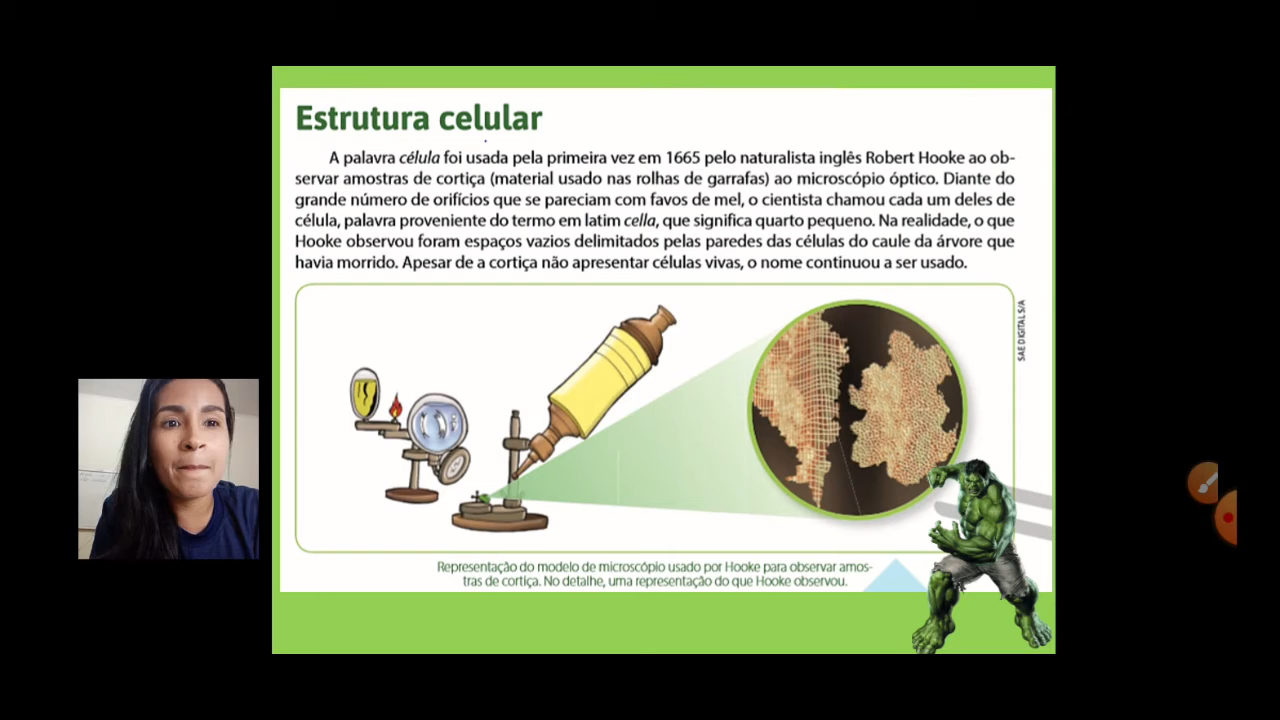 Estrutura celular
A palavra célula foi usada pela primeira vez em 1665 pelo naturalista inglês Robert Hooke ao ob-
servar amostras de cortiça (material usado nas rolhas de garrafas) ao microscópio óptico. Diante do
grande número de orifícios que se pareciam com favos de mel, o cientista chamou cada um deles de
célula, palavra proveniente do termo em latim cella, que significa quarto pequeno. Na realidade, o que
Hooke observou foram espaços vazios delimitados pelas paredes das células do caule da árvore que
havia morrido. Apesar de a cortiça não apresentar células vivas, o nome continuou a ser usado.
SAE DIGITAL S/A
Representação do modelo de microscópio usado por Hooke para observar amos-
tras de cortiça. No detalhe, uma representação do que Hooke observou.